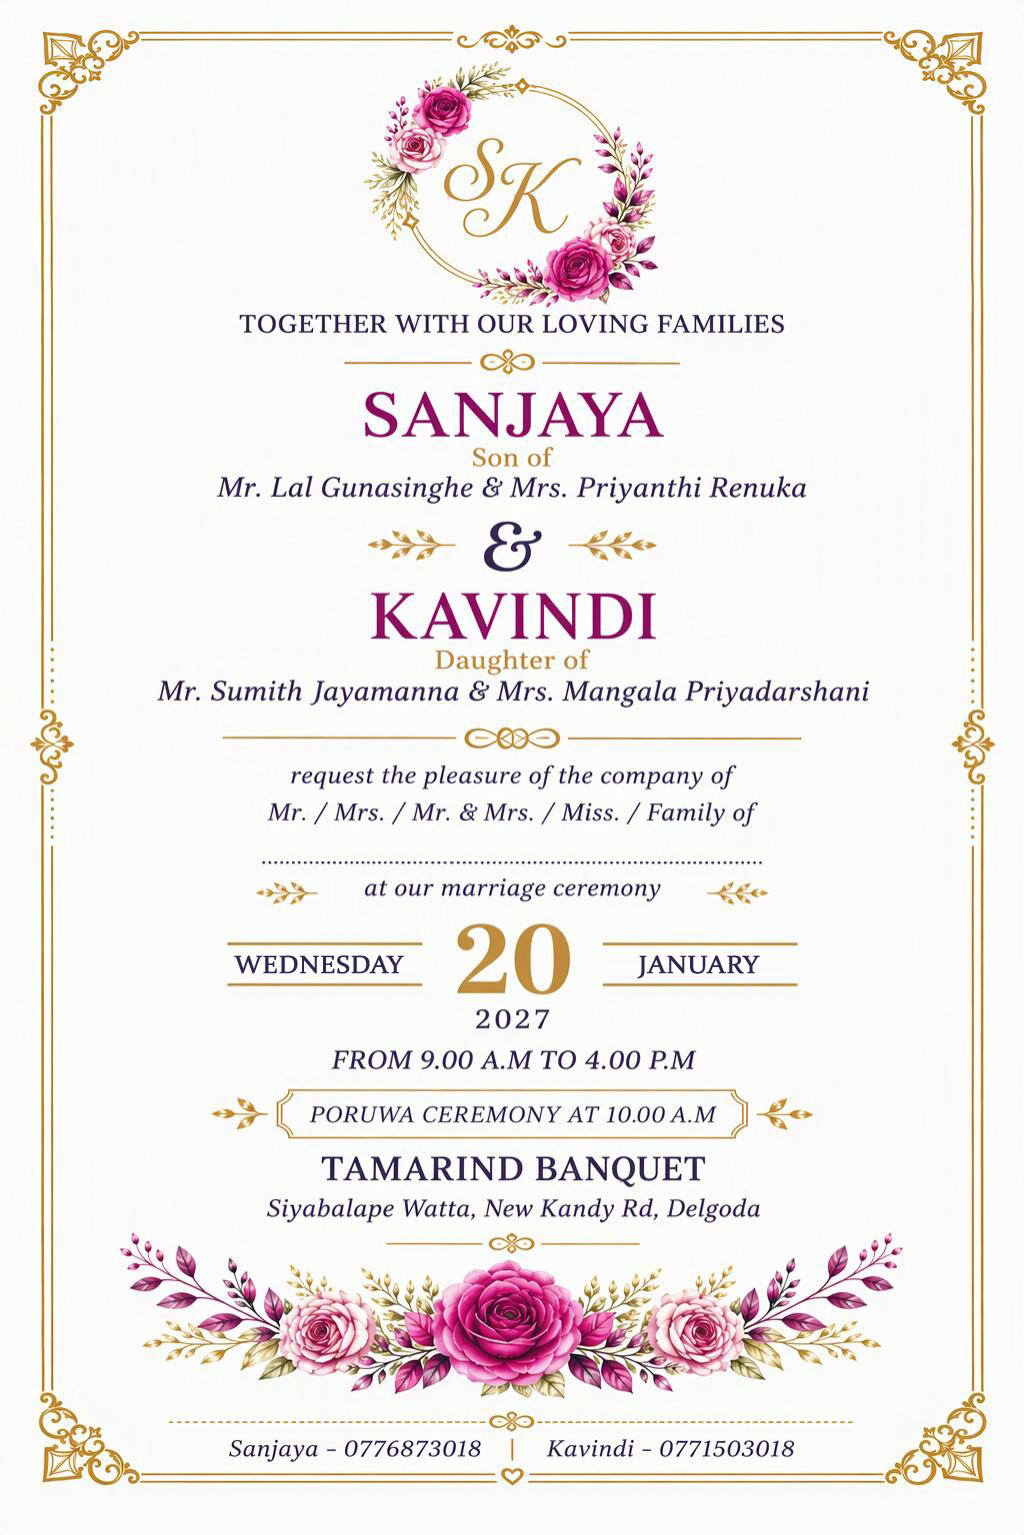 SK
TOGETHER WITH OUR LOVING FAMILIES
SANJAYA
Son of
Mr. Lal Gunasinghe & Mrs. Priyanthi Renuka
&
KAVINDI
Daughter of
Mr. Sumith Jayamanna & Mrs. Mangala Priyadarshani
request the pleasure of the company of
Mr. / Mrs. / Mr. & Mrs. / Miss. / Family of
....................................................................................
at our marriage ceremony
WEDNESDAY 20 JANUARY
2027
FROM 9.00 A.M TO 4.00 P.M
PORUWA CEREMONY AT 10.00 A.M
TAMARIND BANQUET
Siyabalape Watta, New Kandy Rd, Delgoda
Sanjaya – 0776873018 | Kavindi – 0771503018